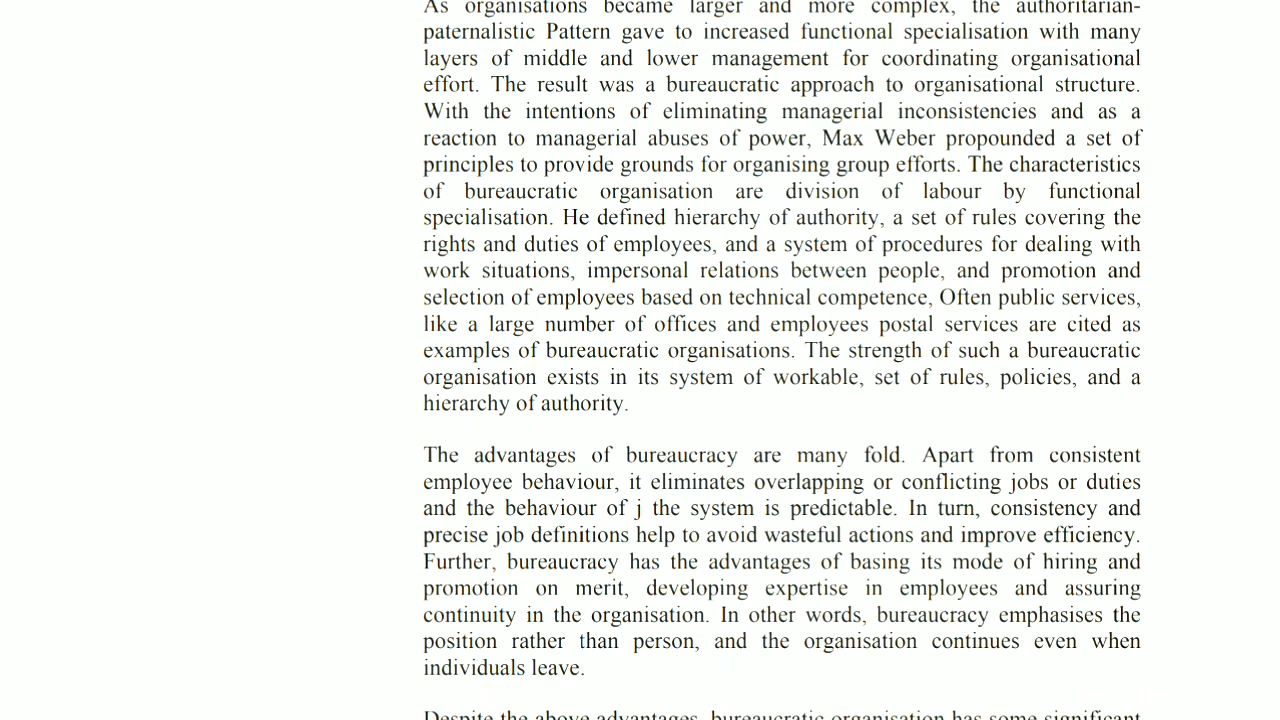 As organisations became larger and more complex, the authoritarian-
paternalistic Pattern gave to increased functional specialisation with many
layers of middle and lower management for coordinating organisational
effort. The result was a bureaucratic approach to organisational structure.
With the intentions of eliminating managerial inconsistencies and as a
reaction to managerial abuses of power, Max Weber propounded a set of
principles to provide grounds for organising group efforts. The characteristics
of bureaucratic organisation are division of labour by functional
specialisation. He defined hierarchy of authority, a set of rules covering the
rights and duties of employees, and a system of procedures for dealing with
work situations, impersonal relations between people, and promotion and
selection of employees based on technical competence, Often public services,
like a large number of offices and employees postal services are cited as
examples of bureaucratic organisations. The strength of such a bureaucratic
organisation exists in its system of workable, set of rules, policies, and a
hierarchy of authority.
The advantages of bureaucracy are many fold. Apart from consistent
employee behaviour, it eliminates overlapping or conflicting jobs or duties
and the behaviour of j the system is predictable. In turn, consistency and
precise job definitions help to avoid wasteful actions and improve efficiency.
Further, bureaucracy has the advantages of basing its mode of hiring and
promotion on merit, developing expertise in employees and assuring
continuity in the organisation. In other words, bureaucracy emphasises the
position rather than person, and the organisation continues even when
individuals leave.
Despite the above advantages, bureaucratic organisation has some significant